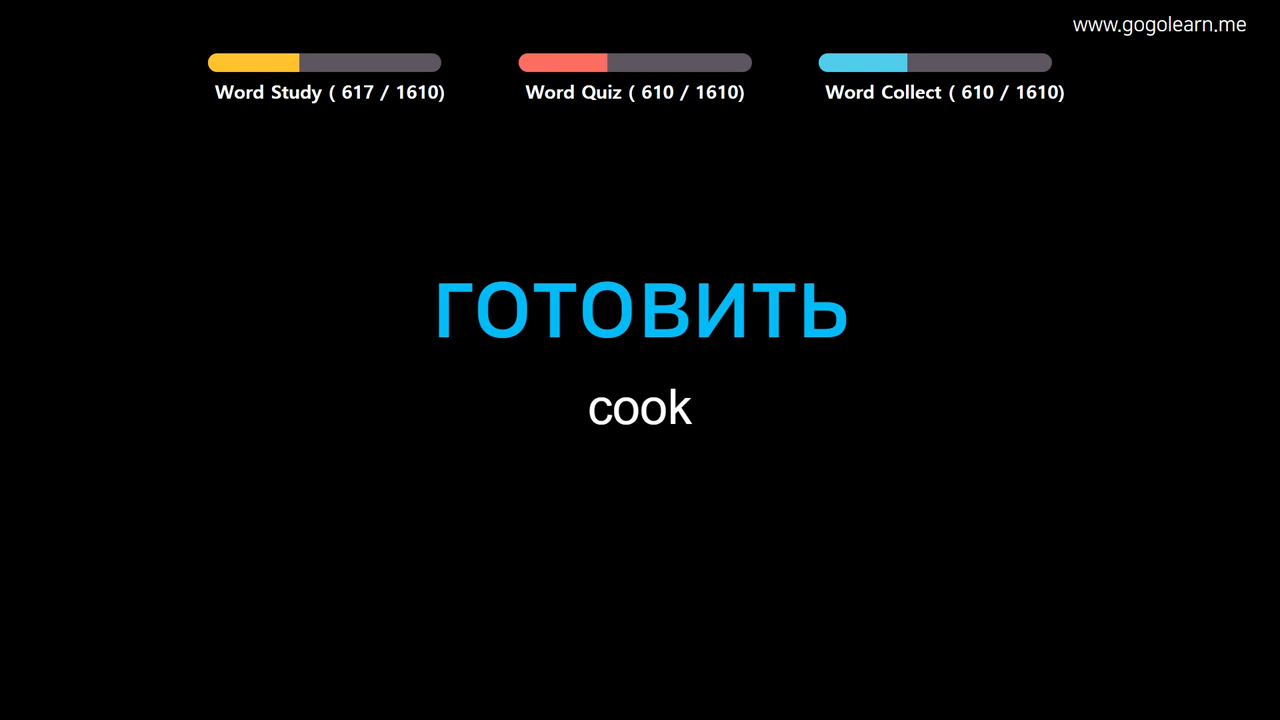 www.gogolearn.me
Word Study ( 617 / 1610)
Word Quiz ( 610 / 1610)
Word Collect ( 610 / 1610)
готовить
cook